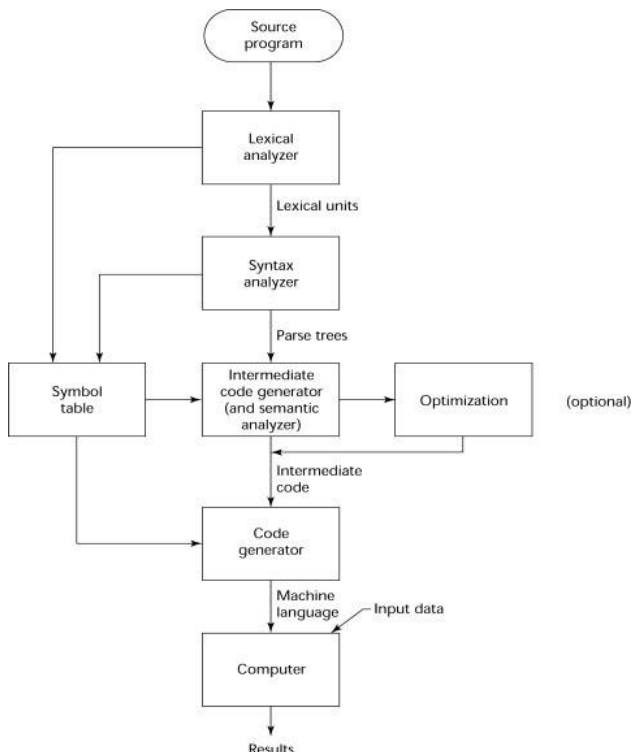 Source
program
Lexical
analyzer
Lexical units
Syntax
analyzer
Parse trees
Symbol
table
Intermediate
code generator
(and semantic
analyzer)
Optimization
(optional)
Intermediate
code
Code
generator
Machine
language
Input data
Computer
Results